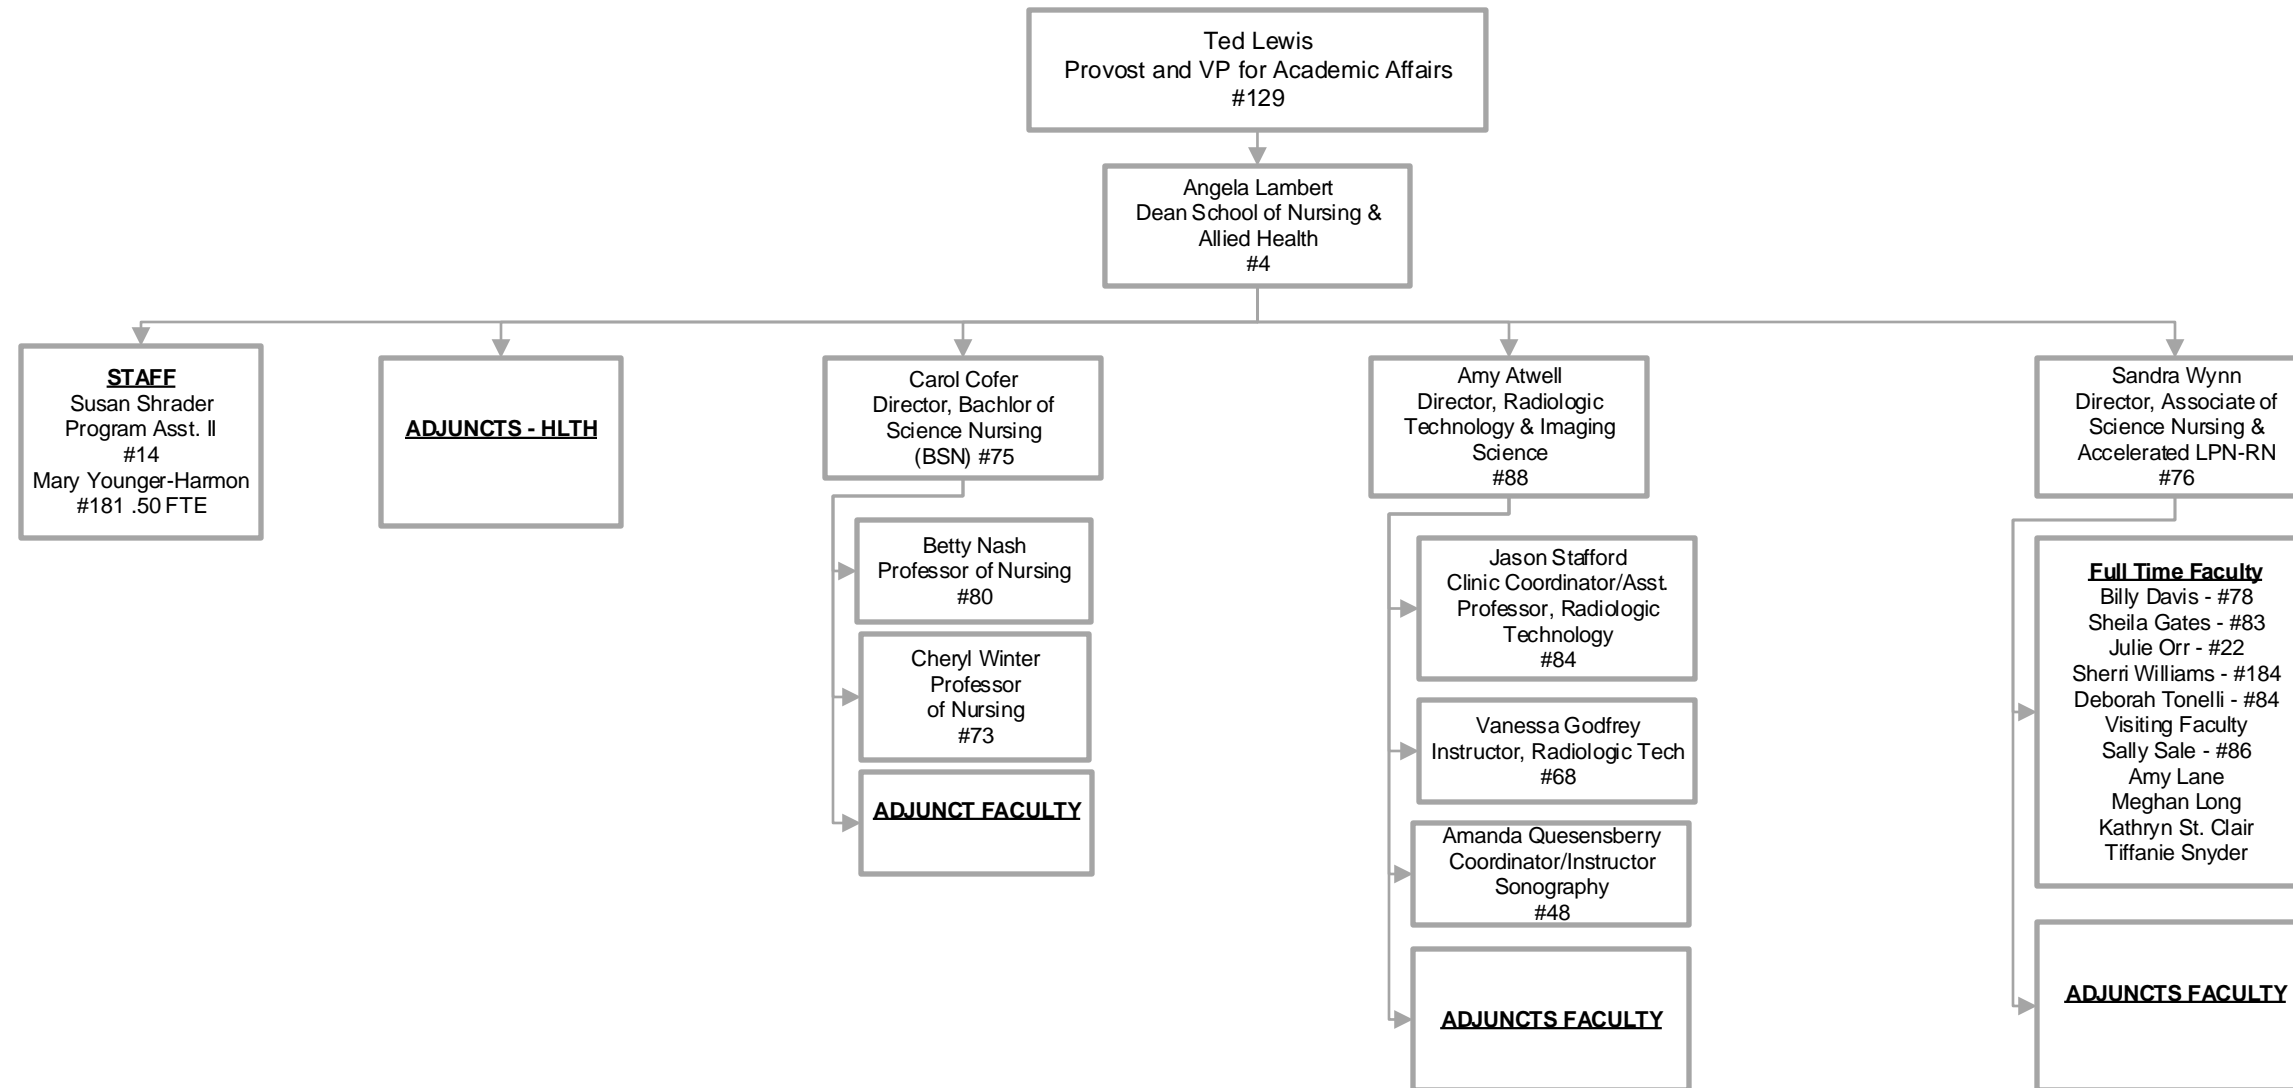 Ted Lewis
Provost and VP for Academic Affairs
#129
Angela Lambert
Dean School of Nursing &
Allied Health
#4
STAFF
Susan Shrader
Program Asst. II
#14
Mary Younger-Harmon
#181 .50 FTE
ADJUNCTS - HLTH
Carol Cofer
Director, Bachlor of
Science Nursing
(BSN) #75
Betty Nash
Professor of Nursing
#80
Cheryl Winter
Professor
of Nursing
#73
ADJUNCT FACULTY
Amy Atwell
Director, Radiologic
Technology & Imaging
Science
#88
Jason Stafford
Clinic Coordinator/Asst.
Professor, Radiologic
Technology
#84
Vanessa Godfrey
Instructor, Radiologic Tech
#68
Amanda Quesensberry
Coordinator/Instructor
Sonography
#48
ADJUNCTS FACULTY
Sandra Wynn
Director, Associate of
Science Nursing &
Accelerated LPN-RN
#76
Full Time Faculty
Billy Davis - #78
Sheila Gates - #83
Julie Orr - #22
Sherri Williams - #184
Deborah Tonelli - #84
Visiting Faculty
Sally Sale - #86
Amy Lane
Meghan Long
Kathryn St. Clair
Tiffanie Snyder
ADJUNCTS FACULTY